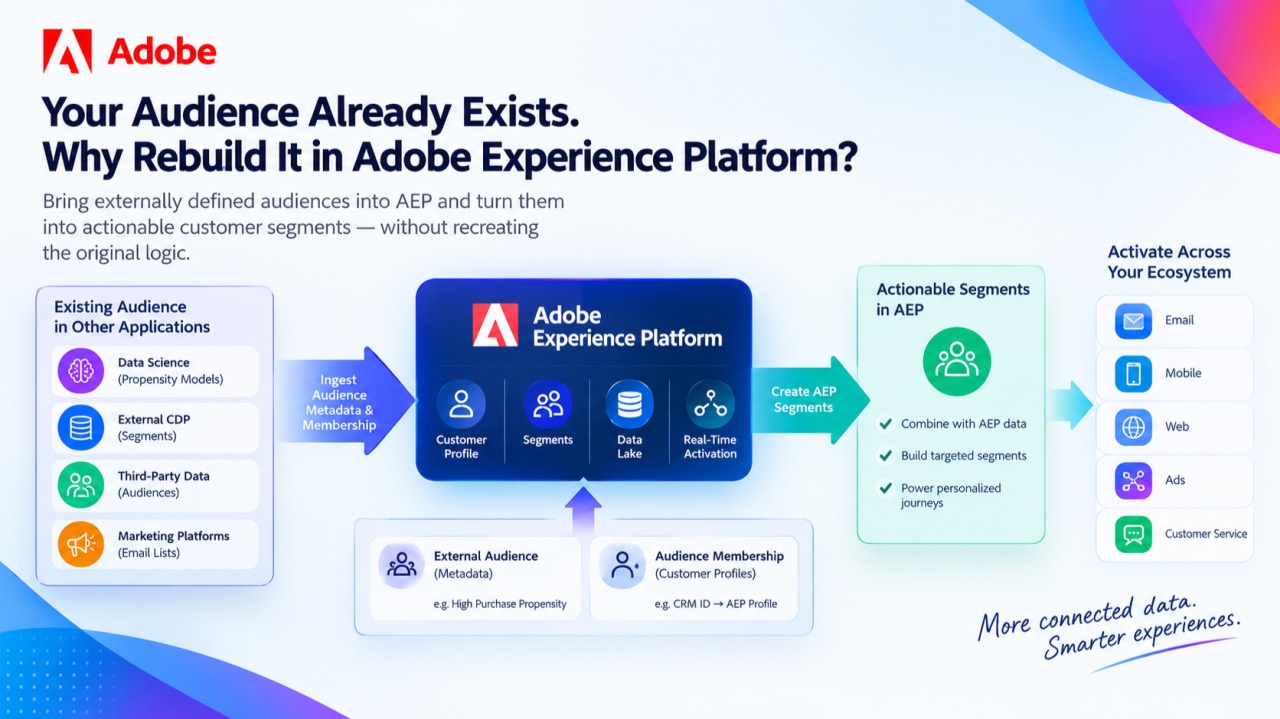 Adobe
Your Audience Already Exists.
Why Rebuild It in Adobe Experience Platform?
Bring externally defined audiences into AEP and turn them
into actionable customer segments — without recreating
the original logic.
Existing Audience
in Other Applications
Data Science
(Propensity Models)
External CDP
(Segments)
Third-Party Data
(Audiences)
Marketing Platforms
(Email Lists)
Ingest
Audience
Metadata &
Membership
Adobe
Experience Platform
Customer
Profile
Segments
Data
Lake
Real-Time
Activation
External Audience
(Metadata)
e.g. High Purchase Propensity
Audience Membership
(Customer Profiles)
e.g. CRM ID → AEP Profile
Create AEP
Segments
Actionable Segments
in AEP
Combine with AEP data
Build targeted segments
Power personalized
journeys
Activate Across
Your Ecosystem
Email
Mobile
Web
Ads
Customer Service
More connected data.
Smarter experiences.